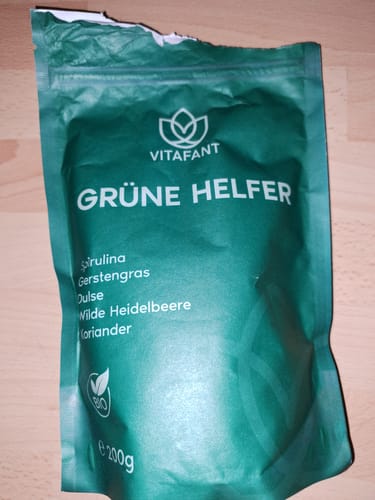 VITAFANT
GRÜNE HELFER
Spirulina
Gerstengras
Dulse
Wilde Heidelbeere
Koriander
BIO
e 200g